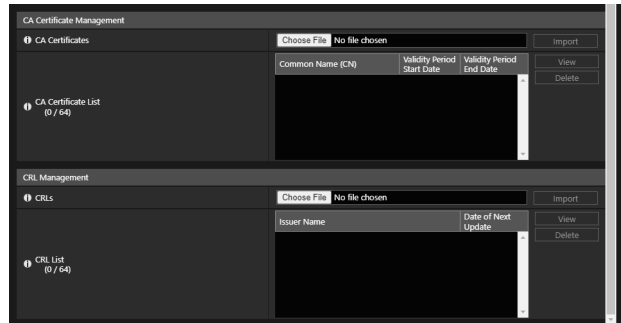 CA Certificate Management
CA Certificates
Choose File No file chosen
Import
Common Name (CN)
Validity Period
Start Date
Validity Period
End Date
View
Delete
CA Certificate List
(0 / 64)
CRL Management
CRLs
Choose File No file chosen
Import
Issuer Name
Date of Next
Update
View
Delete
CRL List
(0 / 64)